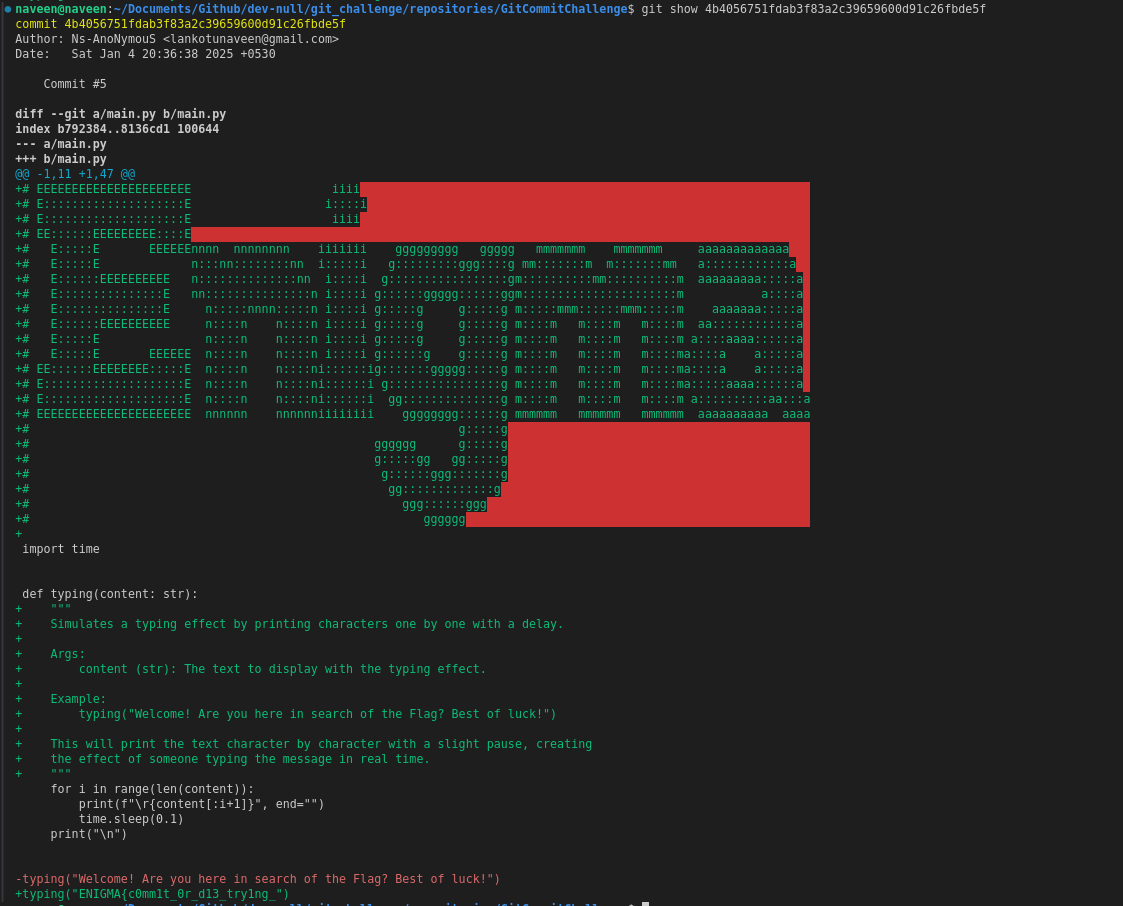 naveen@naveen:~/Documents/Github/dev-null/git_challenge/repositories/GitCommitChallenge$ git show 4b4056751fdab3f83a2c39659600d91c26fbde5f
commit 4b4056751fdab3f83a2c39659600d91c26fbde5f
Author: Ns-AnoNymouS <lankotunaveen@gmail.com>
Date:   Sat Jan 4 20:36:38 2025 +0530

    Commit #5

diff --git a/main.py b/main.py
index b792384..8136cd1 100644
--- a/main.py
+++ b/main.py
@@ -1,11 +1,47 @@
+# EEEEEEEEEEEEEEEEEEEEEE                    iiii
+# E::::::::::::::::::::E                   i::::i
+# E::::::::::::::::::::E                    iiii
+# EE::::::EEEEEEEEE::::E
+#   E:::::E       EEEEEEnnnn  nnnnnnnn    iiiiiii    ggggggggg   ggggg   mmmmmmm    mmmmmmm     aaaaaaaaaaaaa
+#   E:::::E             n:::nn::::::::nn  i:::::i   g:::::::::ggg::::g mm:::::::m  m:::::::mm   a::::::::::::a
+#   E::::::EEEEEEEEEE   n::::::::::::::nn  i::::i  g:::::::::::::::::gm::::::::::mm::::::::::m  aaaaaaaaa:::::a
+#   E:::::::::::::::E   nn:::::::::::::::n i::::i g::::::ggggg::::::ggm::::::::::::::::::::::m           a::::a
+#   E:::::::::::::::E     n:::::nnnn:::::n i::::i g:::::g     g:::::g m:::::mmm::::::mmm:::::m    aaaaaaa:::::a
+#   E::::::EEEEEEEEEE     n::::n    n::::n i::::i g:::::g     g:::::g m::::m   m::::m   m::::m  aa::::::::::::a
+#   E:::::E               n::::n    n::::n i::::i g:::::g     g:::::g m::::m   m::::m   m::::m a::::aaaa::::::a
+#   E:::::E       EEEEEE  n::::n    n::::n i::::i g::::::g    g:::::g m::::m   m::::m   m::::ma::::a    a:::::a
+# EE::::::EEEEEEEE:::::E  n::::n    n::::ni::::::ig:::::::ggggg:::::g m::::m   m::::m   m::::ma::::a    a:::::a
+# E::::::::::::::::::::E  n::::n    n::::ni::::::i g::::::::::::::::g m::::m   m::::m   m::::ma:::::aaaa::::::a
+# E::::::::::::::::::::E  n::::n    n::::ni::::::i  gg::::::::::::::g m::::m   m::::m   m::::m a::::::::::aa:::a
+# EEEEEEEEEEEEEEEEEEEEEE  nnnnnn    nnnnnniiiiiiii    gggggggg::::::g mmmmmm   mmmmmm   mmmmmm  aaaaaaaaaa  aaaa
+#                                                             g:::::g
+#                                                 gggggg      g:::::g
+#                                                 g:::::gg   gg:::::g
+#                                                  g::::::ggg:::::::g
+#                                                   gg:::::::::::::g
+#                                                     ggg::::::ggg
+#                                                        gggggg
+
 import time


 def typing(content: str):
+    """
+    Simulates a typing effect by printing characters one by one with a delay.
+
+    Args:
+        content (str): The text to display with the typing effect.
+
+    Example:
+        typing("Welcome! Are you here in search of the Flag? Best of luck!")
+
+    This will print the text character by character with a slight pause, creating
+    the effect of someone typing the message in real time.
+    """
     for i in range(len(content)):
         print(f"\r{content[:i+1]}", end="")
         time.sleep(0.1)
     print("\n")


-typing("Welcome! Are you here in search of the Flag? Best of luck!")
+typing("ENIGMA{c0mm1t_0r_d13_try1ng_")